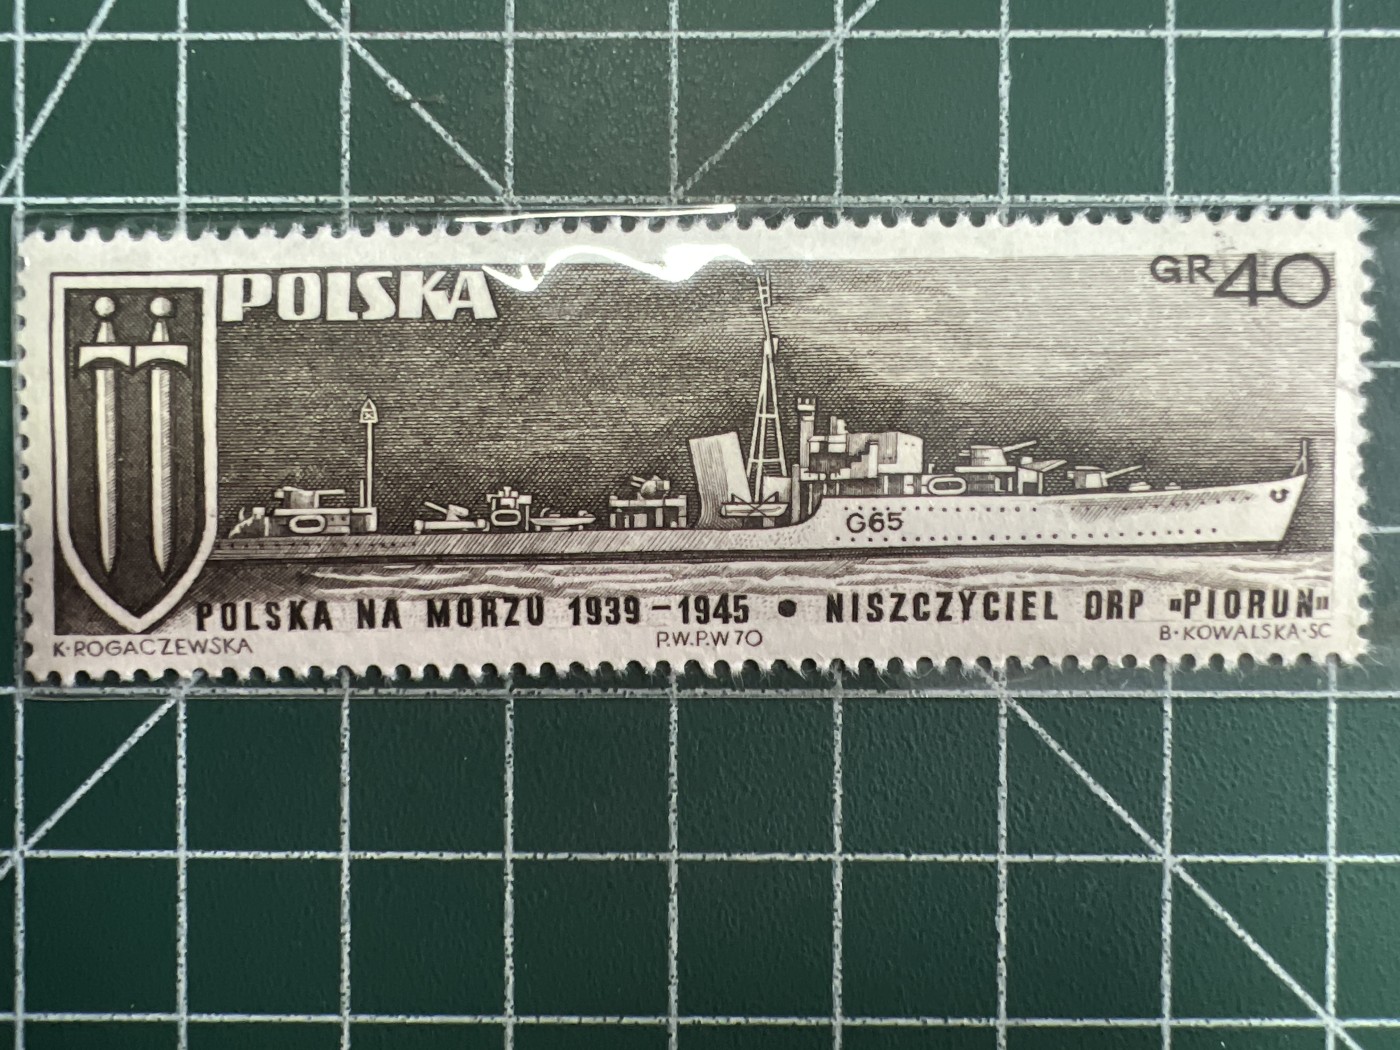 POLSKA
GR 40
G65
POLSKA NA MORZU 1939–1945 • NISZCZYCIEL ORP "PIORUN"
K·ROGACZEWSKA P.W.P.W 70 B·KOWALSKA·SC